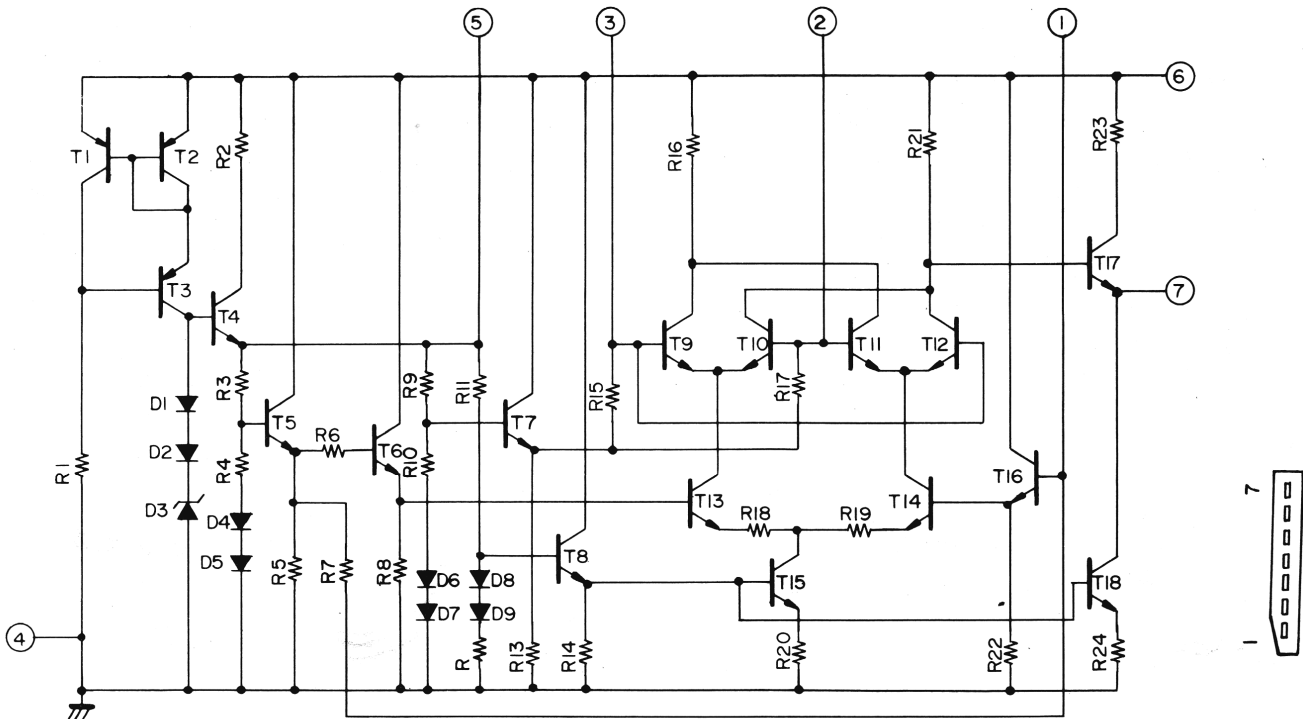 5 3 2 1
6
T1 T2 R2 R16 R21 R23
T3 T4 T17
7
T9 T10 T11 T12
R3 R9 R11 R15 R17
D1 T5 R6 T6 T7
D2 R4 R10
R1 T16
D3 D4 T13 R18 R19 T14
D5 R5 R7 R8 D6 D8 T8 T15 T18
D7 D9
4 R R13 R14 R20 R22 R24
7
1